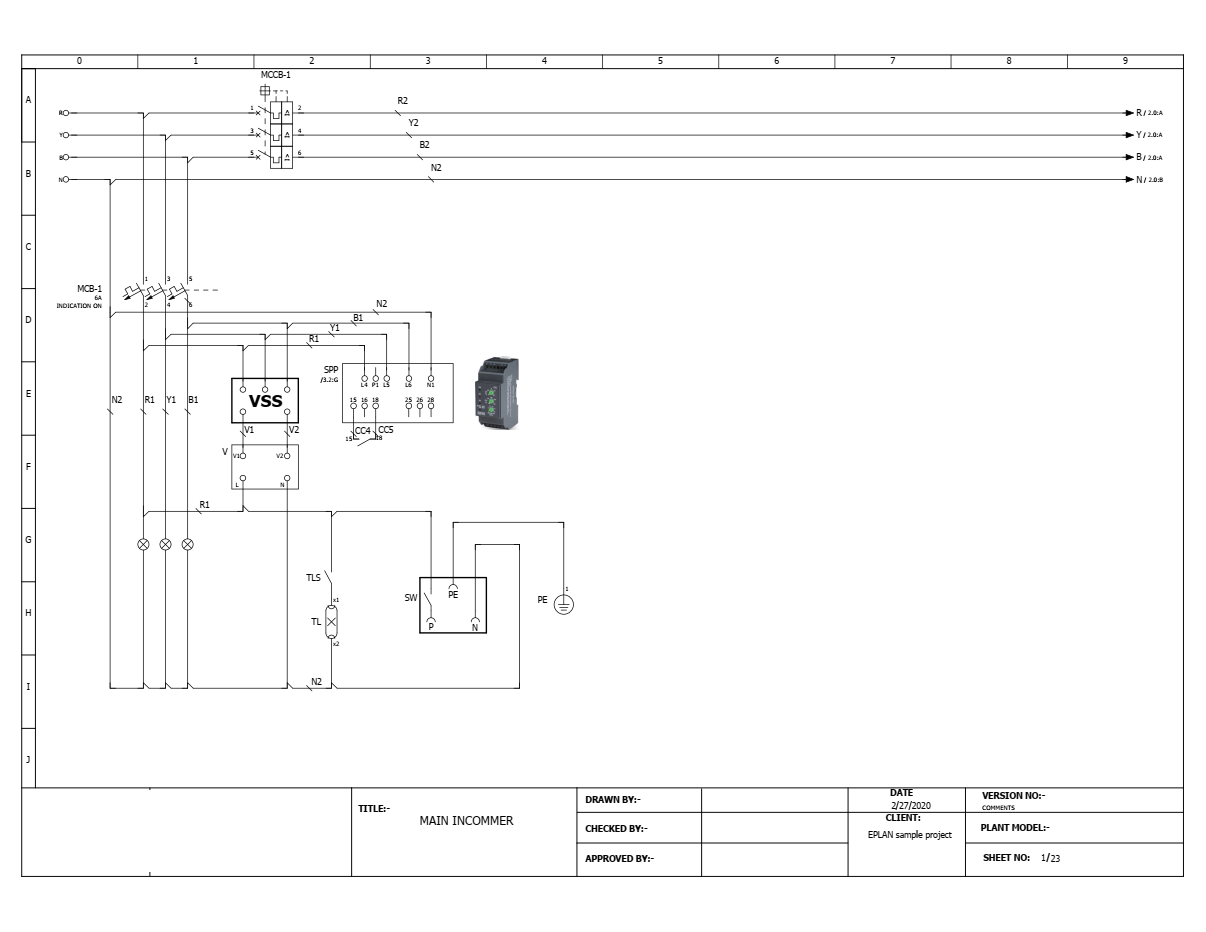 0 1 2 3 4 5 6 7 8 9
MCCB-1
A
R 1 2 R2 R / 2.0:A
Y 3 4 Y2 Y / 2.0:A
B 5 6 B2 B / 2.0:A
B
N N2 N / 2.0:B
C
1 3 5
MCB-1
6A
INDICATION ON
2 4 6
N2
D
B1
Y1
R1
SPP
/3.2:G
L4 P1 L5 L6 N1
E
VSS
N2 R1 Y1 B1
15 16 18 25 26 28
V1 V2
CC4 CC5
15 18
V
V1 V2
F
L N
R1
G
TLS
x1
SW PE
PE 1
H
TL
P N
x2
I
N2
J
TITLE:-
MAIN INCOMMER
DRAWN BY:-
CHECKED BY:-
APPROVED BY:-
DATE
2/27/2020
CLIENT:
EPLAN sample project
VERSION NO:-
COMMENTS
PLANT MODEL:-
SHEET NO: 1/23